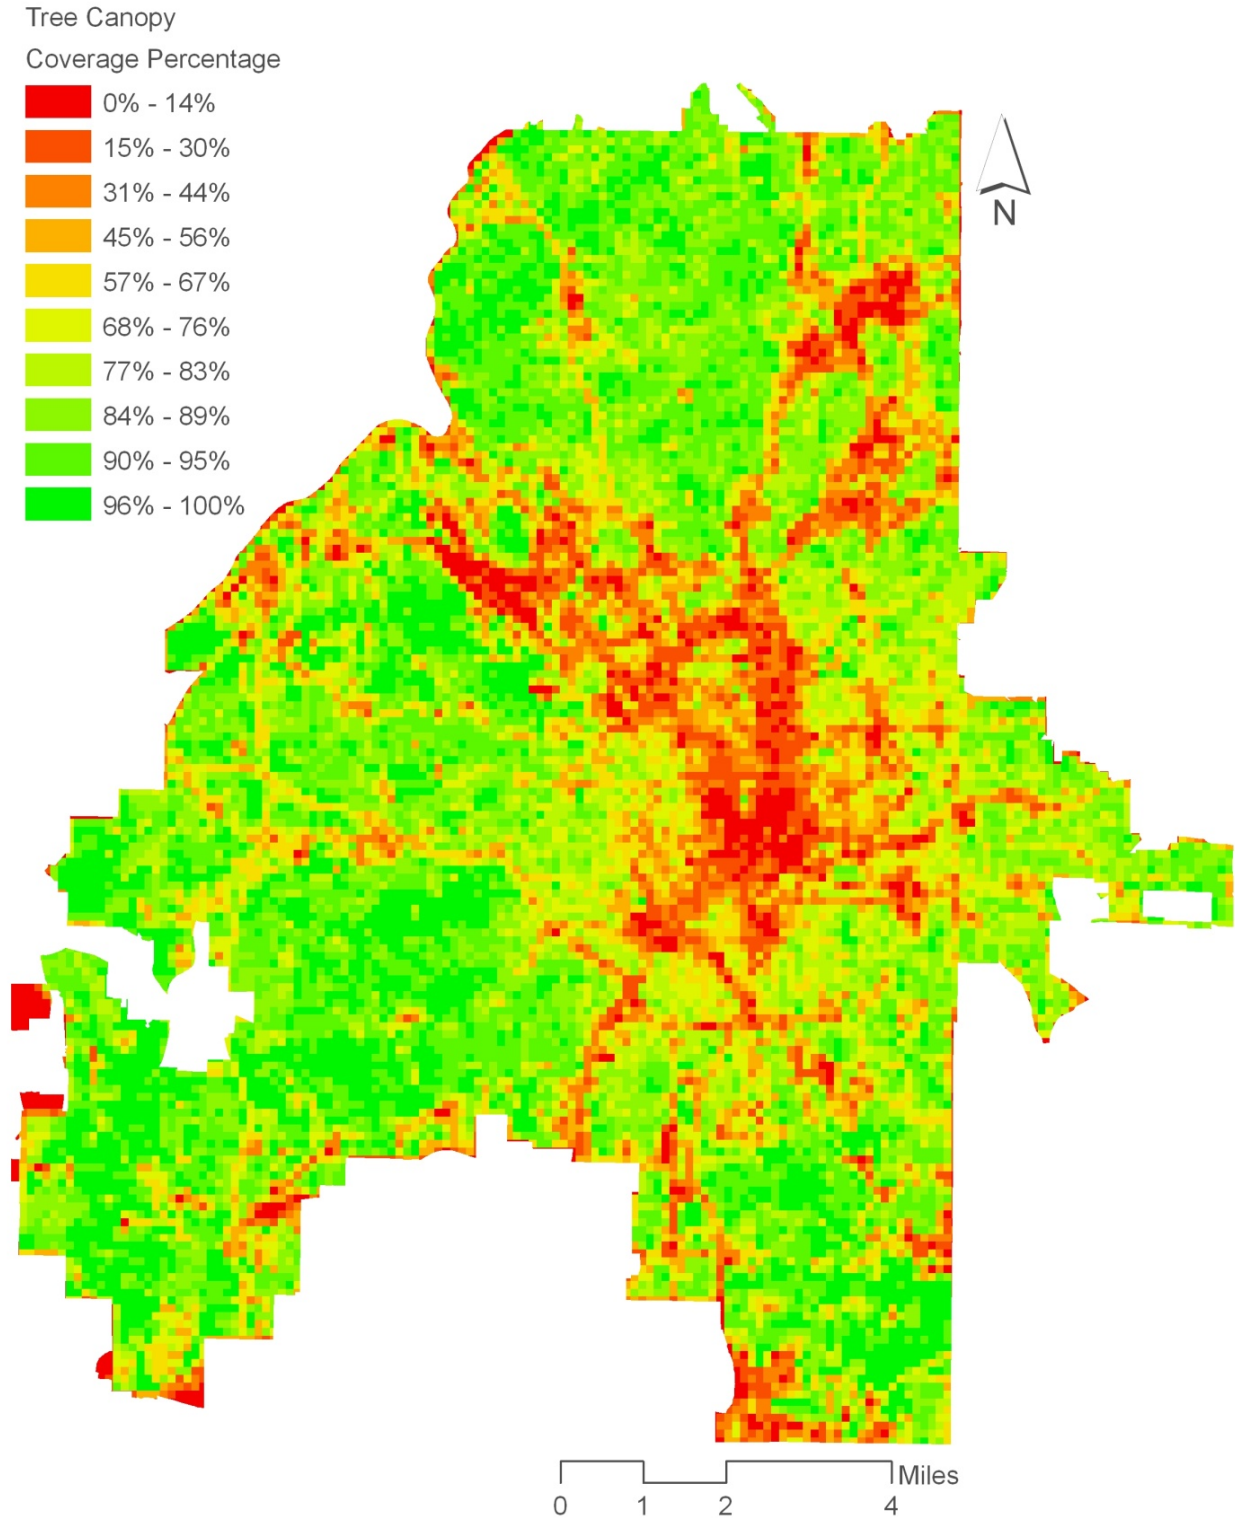 Tree Canopy
Coverage Percentage
0% - 14%
15% - 30%
31% - 44%
45% - 56%
57% - 67%
68% - 76%
77% - 83%
84% - 89%
90% - 95%
96% - 100%
N
Miles
0 1 2 4